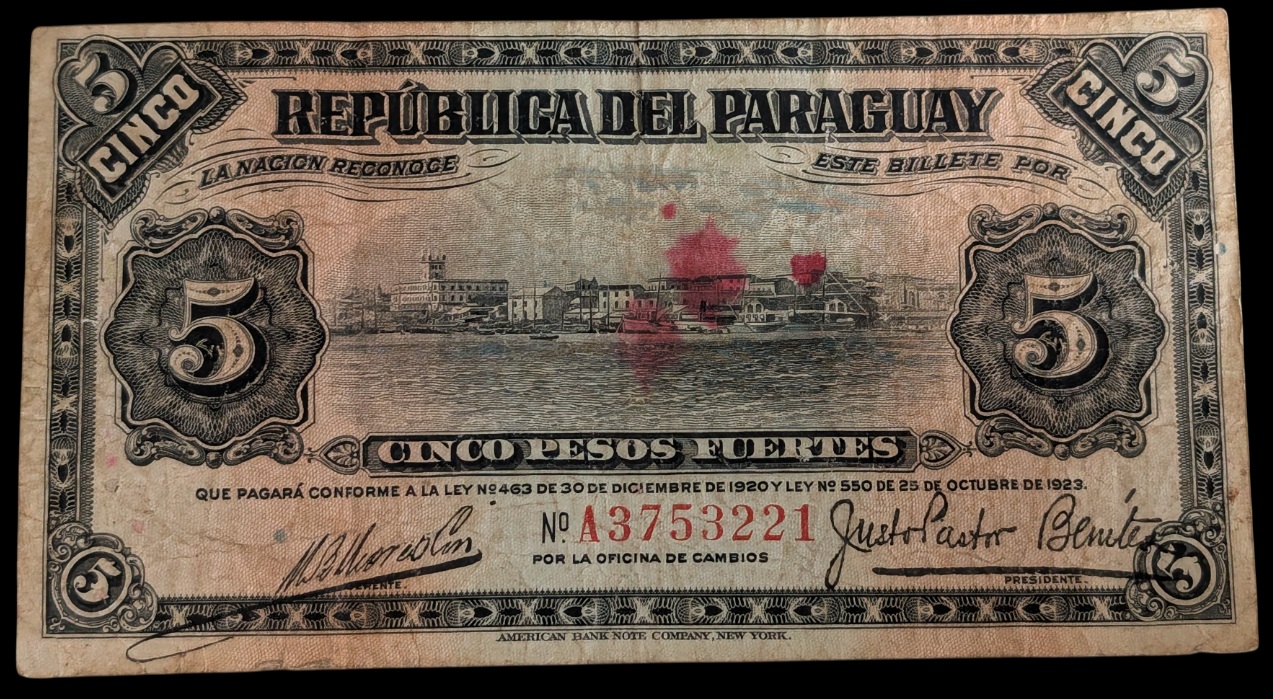 5 CINCO
CINCO 5
REPÚBLICA DEL PARAGUAY
LA NACION RECONOCE
ESTE BILLETE POR
5
5
CINCO PESOS FUERTES
QUE PAGARÁ CONFORME A LA LEY Nº 463 DE 30 DE DICIEMBRE DE 1920 Y LEY Nº 550 DE 25 DE OCTUBRE DE 1923.
Nº A3753221
Justo Pastor Benítez
POR LA OFICINA DE CAMBIOS
PRESIDENTE.
5
5
AMERICAN BANK NOTE COMPANY, NEW YORK.